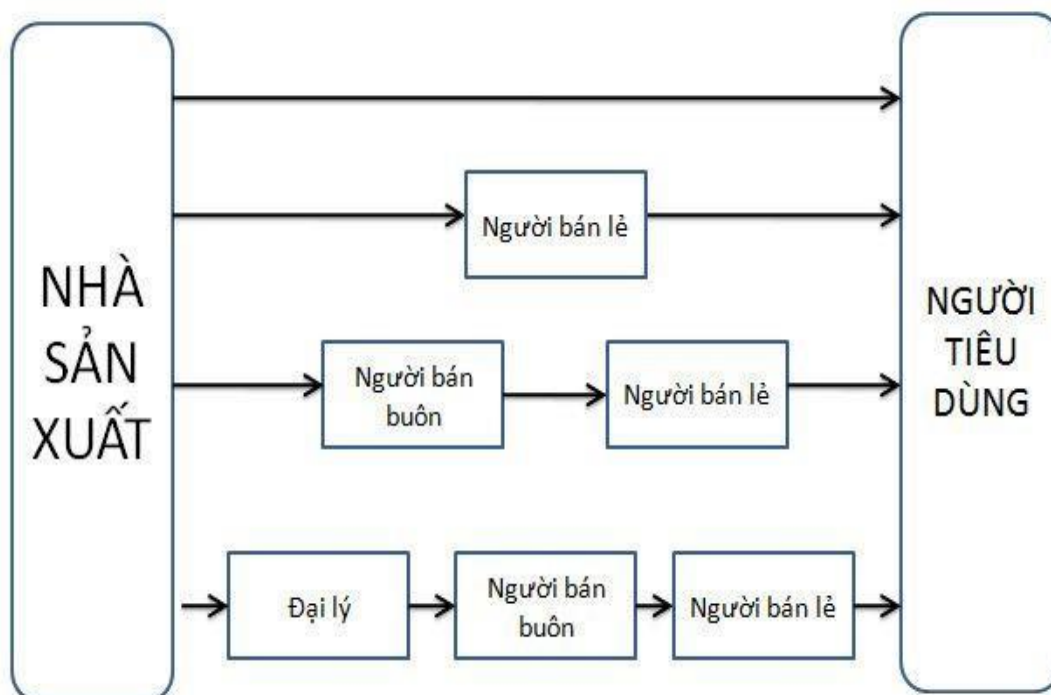 NHÀ
SẢN
XUẤT
Người bán lẻ
Người bán
buôn
Người bán lẻ
Đại lý
Người bán
buôn
Người bán lẻ
NGƯỜI
TIÊU
DÙNG